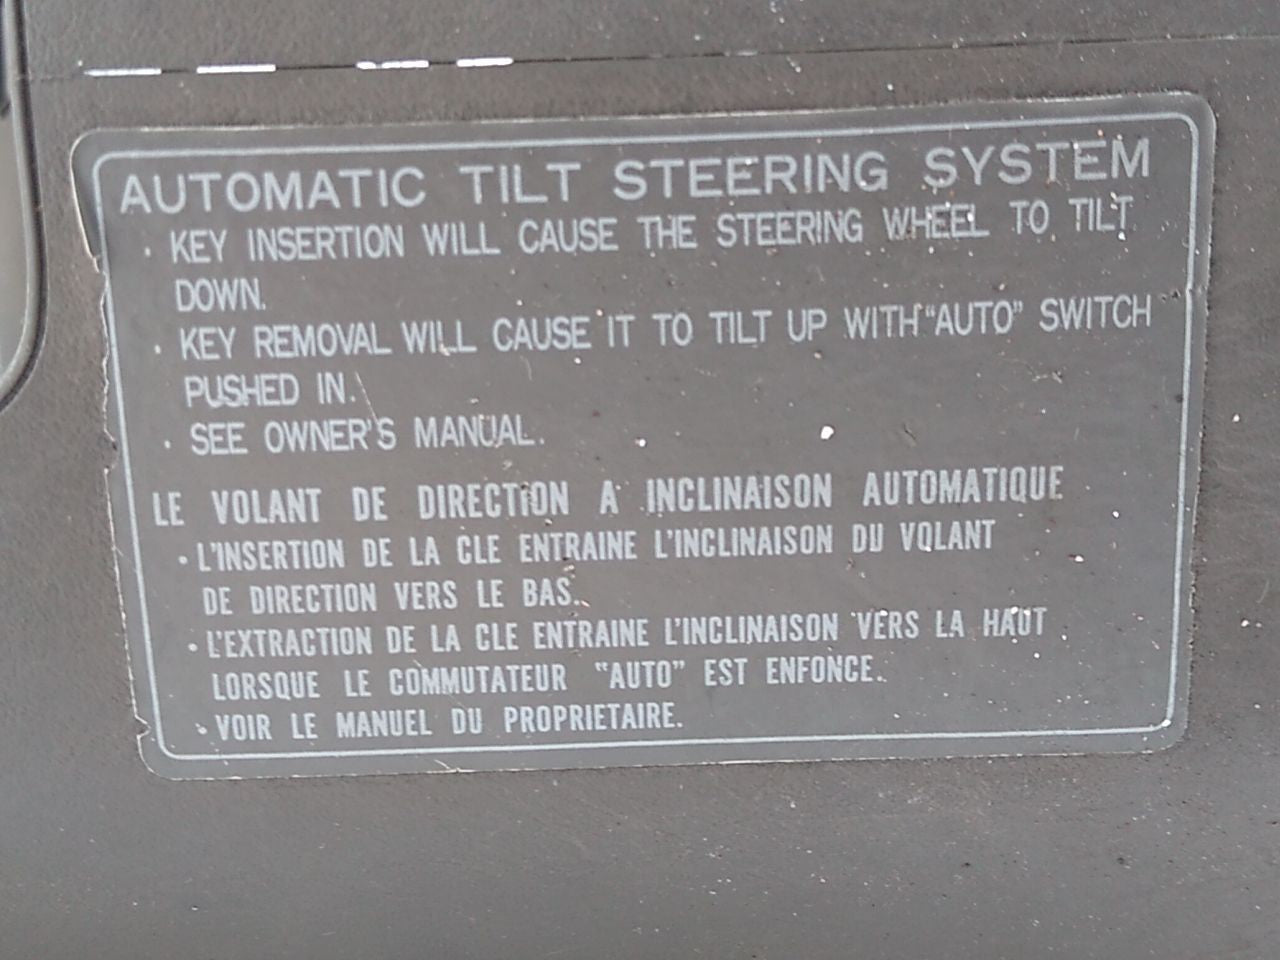 AUTOMATIC TILT STEERING SYSTEM
· KEY INSERTION WILL CAUSE THE STEERING WHEEL TO TILT
DOWN.
· KEY REMOVAL WILL CAUSE IT TO TILT UP WITH "AUTO" SWITCH
PUSHED IN.
· SEE OWNER'S MANUAL.
LE VOLANT DE DIRECTION A INCLINAISON AUTOMATIQUE
· L'INSERTION DE LA CLE ENTRAINE L'INCLINAISON DU VOLANT
DE DIRECTION VERS LE BAS.
· L'EXTRACTION DE LA CLE ENTRAINE L'INCLINAISON VERS LA HAUT
LORSQUE LE COMMUTATEUR "AUTO" EST ENFONCE.
· VOIR LE MANUEL DU PROPRIETAIRE.